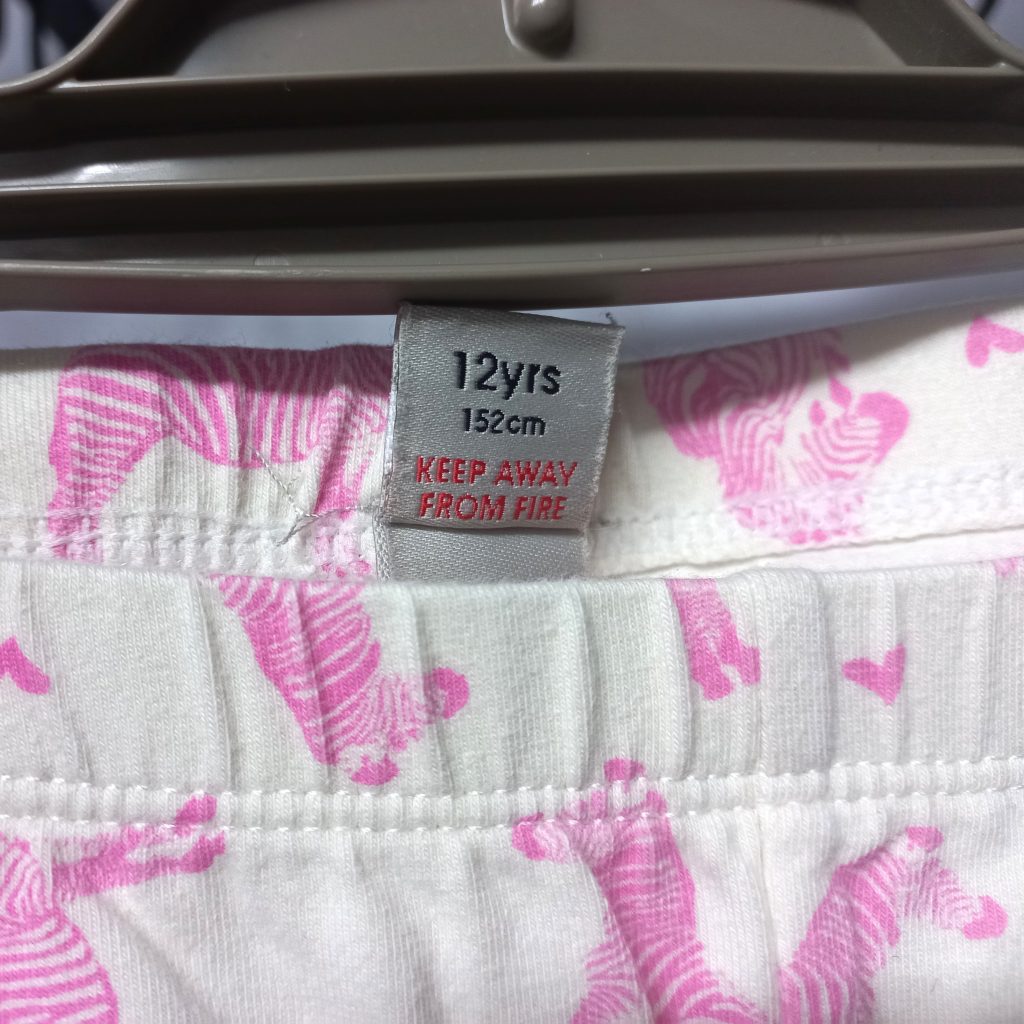 12yrs
152cm
KEEP AWAY
FROM FIRE